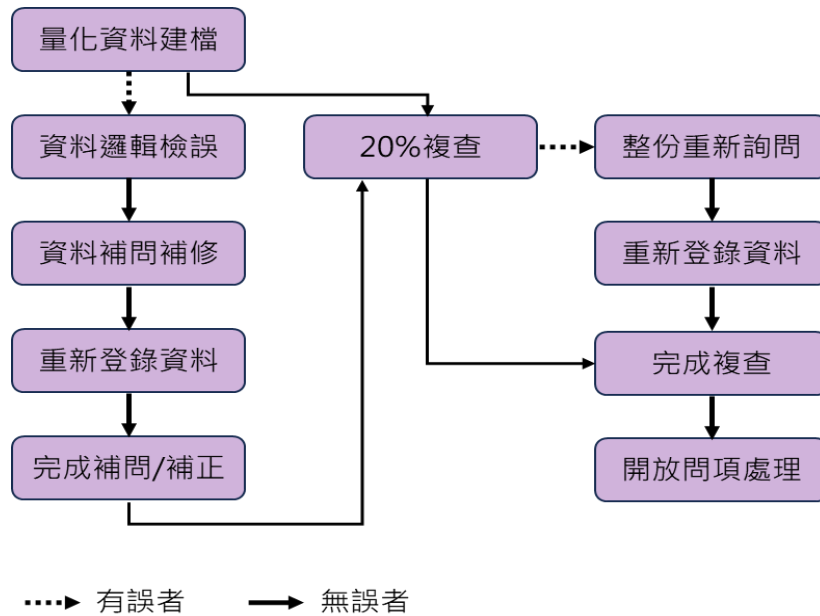 量化資料建檔
資料邏輯檢誤
20%複查
整份重新詢問
資料補問補修
重新登錄資料
重新登錄資料
完成複查
完成補問/補正
開放問項處理
有誤者
無誤者